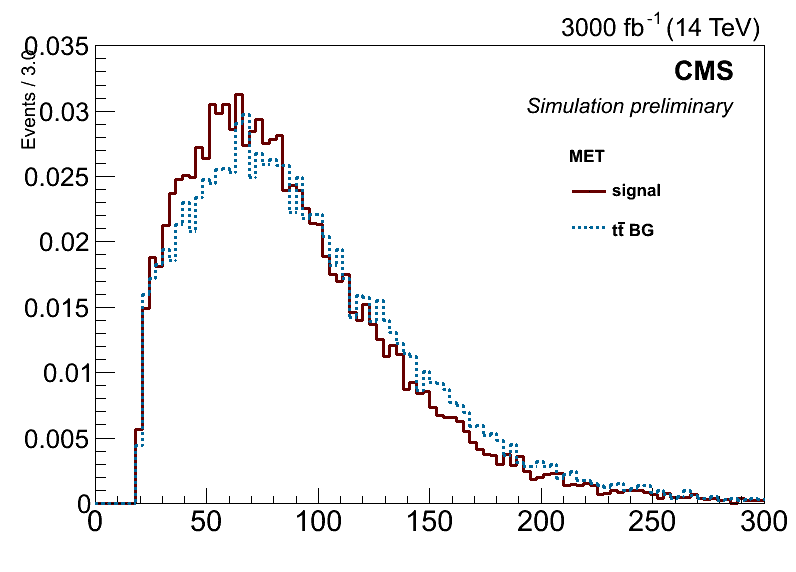 3000 fb⁻¹ (14 TeV)
Events / 3.0
0.035
0.03
0.025
0.02
0.015
0.01
0.005
0
CMS
Simulation preliminary
MET
signal
tt̄ BG
0 50 100 150 200 250 300